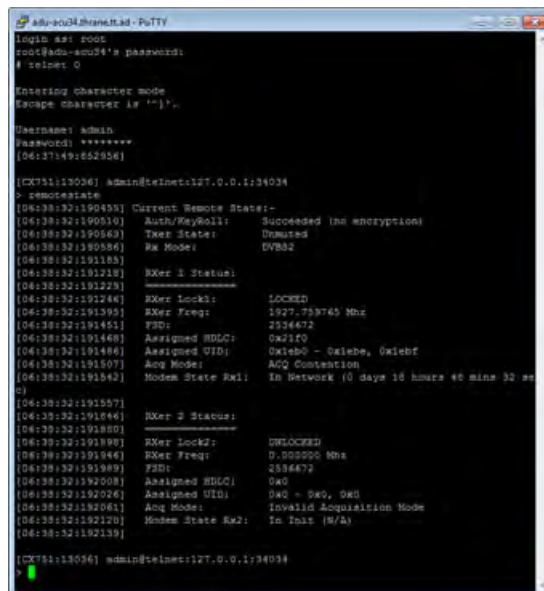 adu-acu34.thrane.tt.ad - PuTTY
login as: root
root@adu-acu34's password:
# telnet 0
Entering character mode
Escape character is '^]'.
Username: admin
Password: ********
[06:37:49:652956]
[CX751:13036] admin@telnet:127.0.0.1;34034
> remotestate
[06:38:32:190455] Current Remote State:-
[06:38:32:190510] Auth/KeyRoll: Succeeded (no encryption)
[06:38:32:190563] Txer State: Unmuted
[06:38:32:190586] Rx Mode: DVBS2
[06:38:32:191185]
[06:38:32:191218] RXer 1 Status:
[06:38:32:191225] ==============
[06:38:32:191246] RXer Lock1: LOCKED
[06:38:32:191395] RXer Freq: 1927.759765 Mhz
[06:38:32:191451] FSD: 2536672
[06:38:32:191468] Assigned HDLC: 0x21f0
[06:38:32:191486] Assigned UID: 0x1eb0 - 0x1ebe, 0x1ebf
[06:38:32:191507] Acq Mode: ACQ Contention
[06:38:32:191542] Modem State Rx1: In Network (0 days 18 hours 48 mins 32 se
c)
[06:38:32:191557]
[06:38:32:191846] RXer 2 Status:
[06:38:32:191880] ==============
[06:38:32:191898] RXer Lock2: UNLOCKED
[06:38:32:191946] RXer Freq: 0.000000 Mhz
[06:38:32:191989] FSD: 2536672
[06:38:32:192008] Assigned HDLC: 0x0
[06:38:32:192026] Assigned UID: 0x0 - 0x0, 0x0
[06:38:32:192061] Acq Mode: Invalid Acquisition Mode
[06:38:32:192120] Modem State Rx2: In Init (N/A)
[06:38:32:192139]
[CX751:13036] admin@telnet:127.0.0.1;34034
>